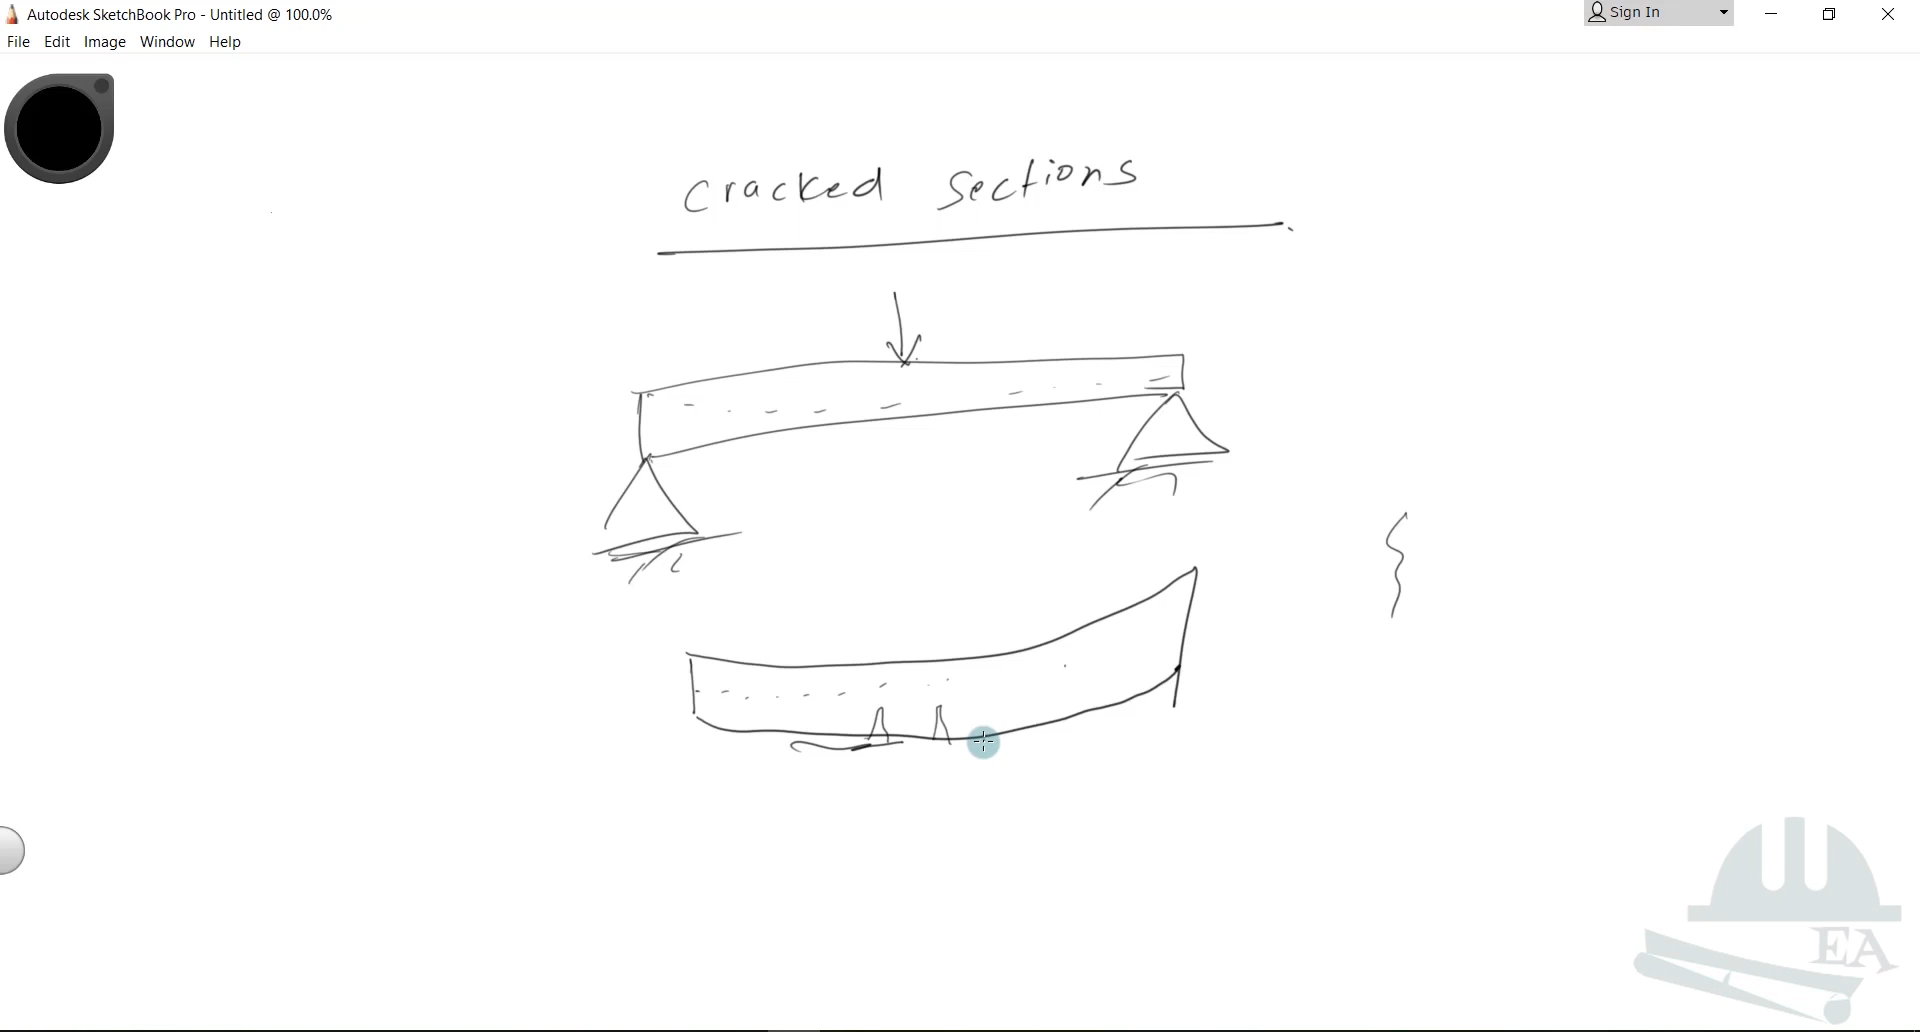 Autodesk SketchBook Pro - Untitled @ 100.0%
Sign In
File Edit Image Window Help
Cracked Sections
EA